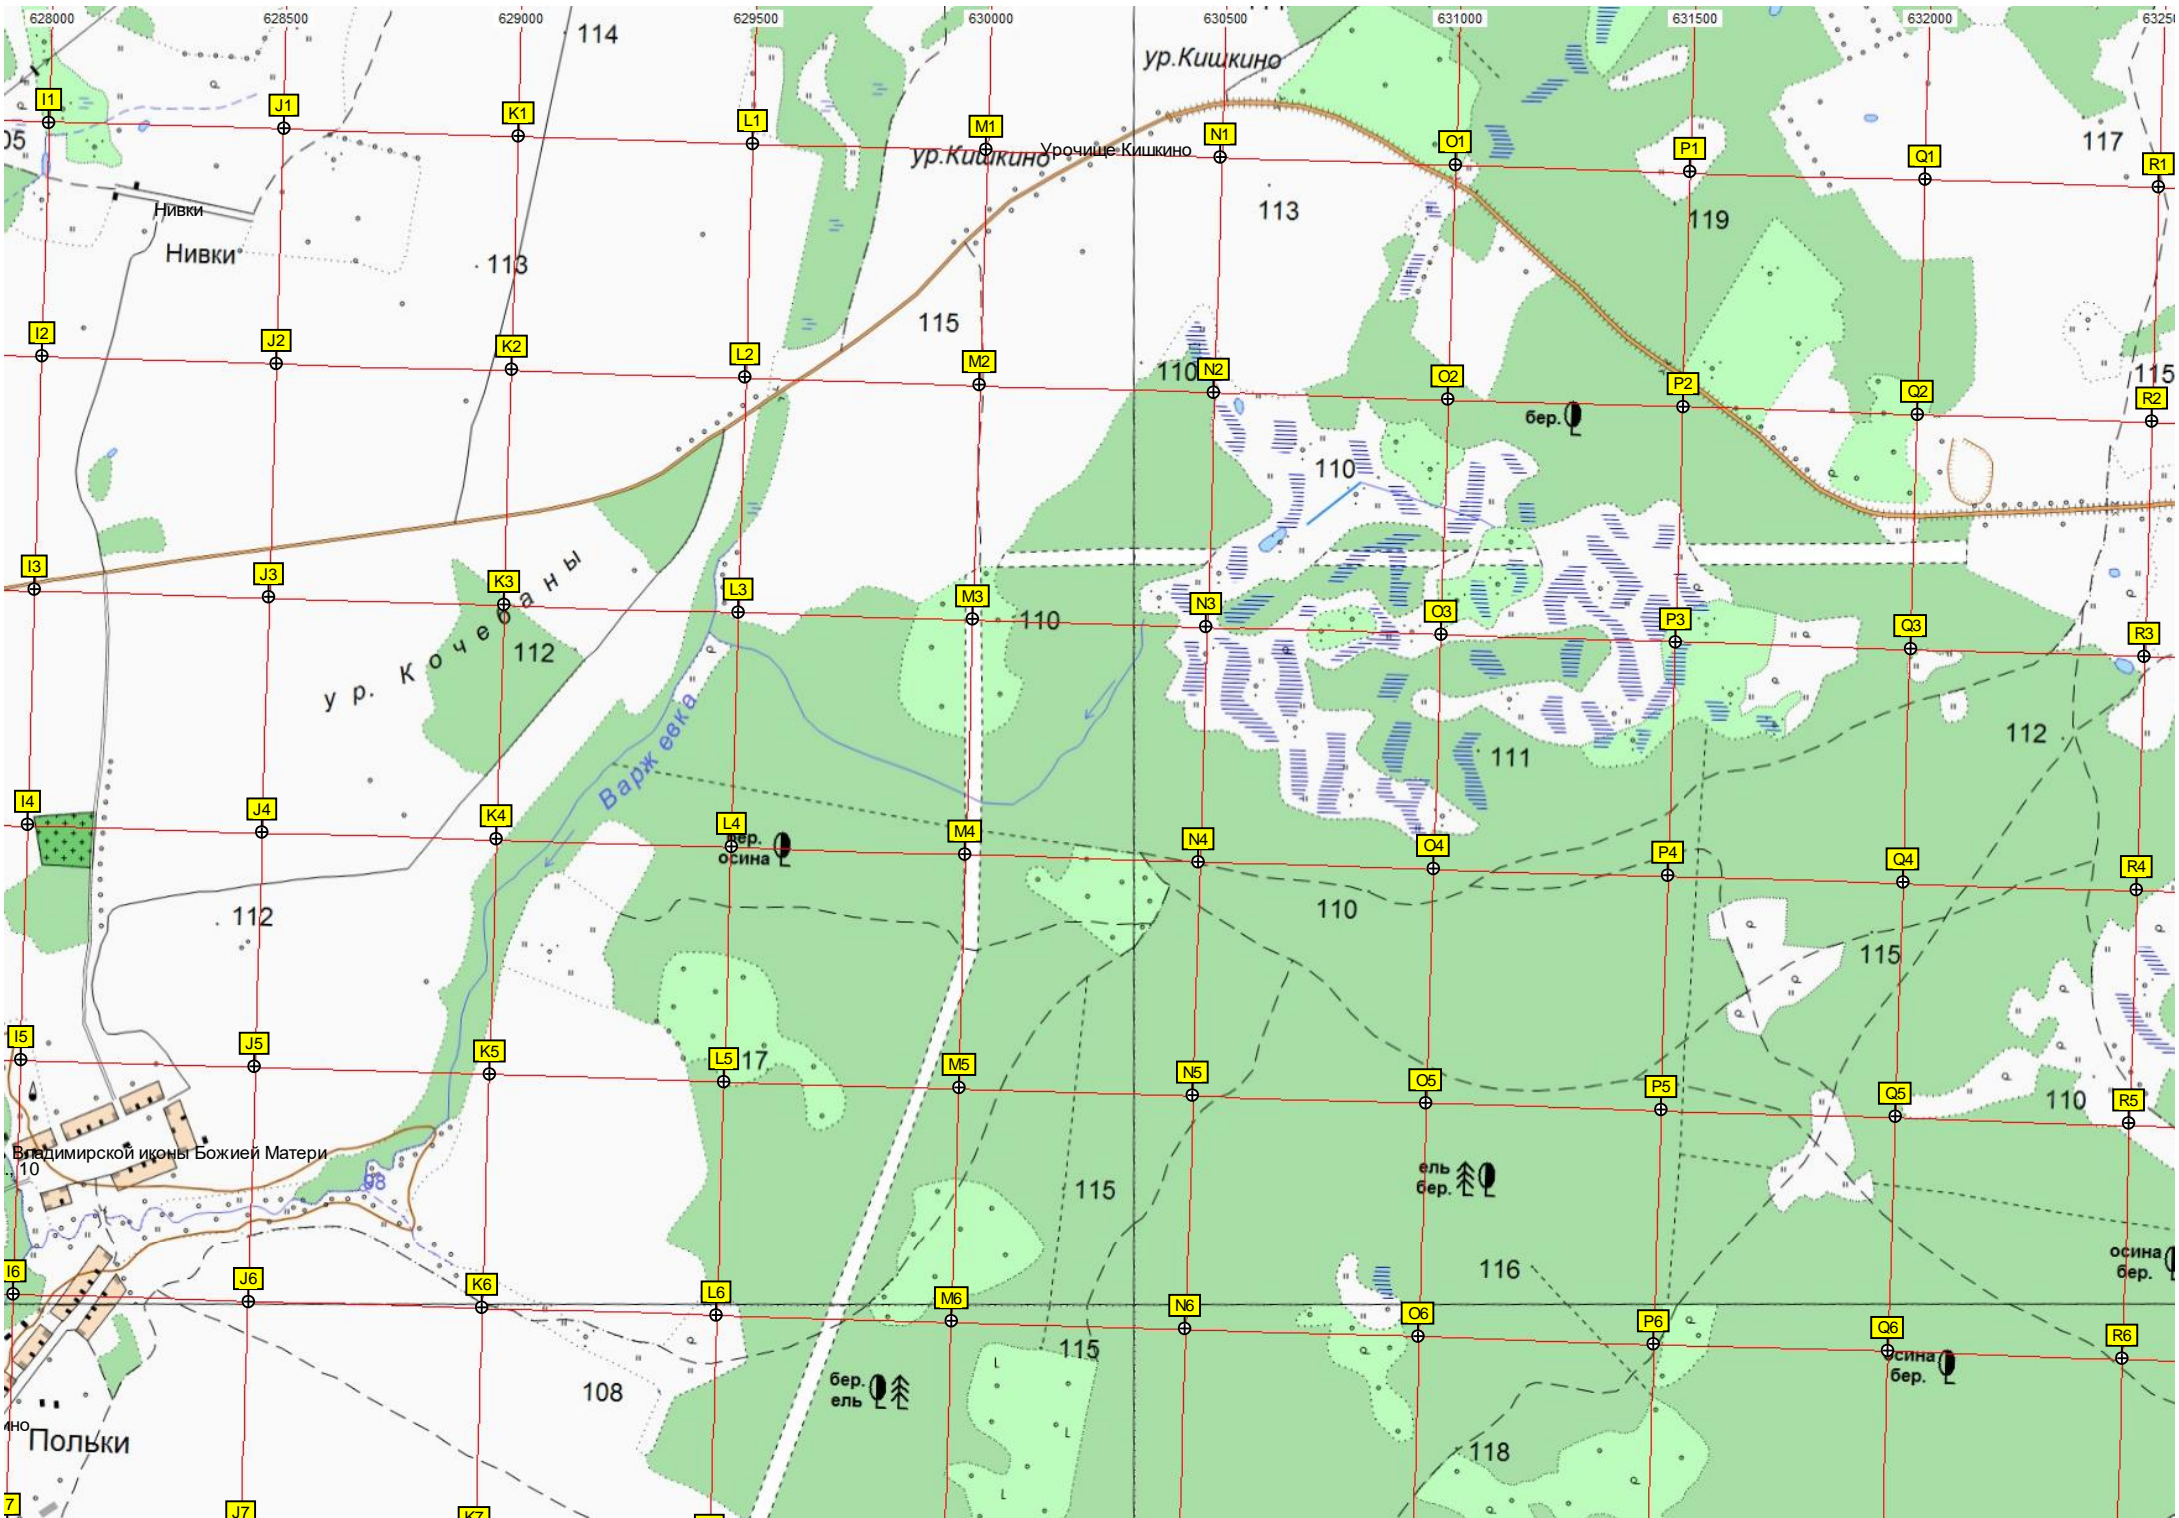 628000 628500 629000 629500 630000 630500 631000 631500 632000
114
ур.Кишкино
I1 J1 K1 L1 M1 N1 O1 P1 Q1 R1
05
117
ур.Кишкино Урочище Кишкино
Нивки
113
119
Нивки
113
115
I2 J2 K2 L2 M2 N2 O2 P2 Q2 R2
110
115
бер.
110
I3 J3 K3 L3 M3 N3 O3 P3 Q3 R3
ур. Кочебаны
112
110
112
111
Варжевка
I4 J4 K4 L4 M4 N4 O4 P4 Q4 R4
бер.
осина
112
110
115
I5 J5 K5 L5 M5 N5 O5 P5 Q5 R5
17
110
Владимирской иконы Божией Матери
10
98
115
ель
бер.
116
осина
бер.
I6 J6 K6 L6 M6 N6 O6 P6 Q6 R6
115
осина
бер.
108
бер.
ель
Польки
118
7 J7 K7